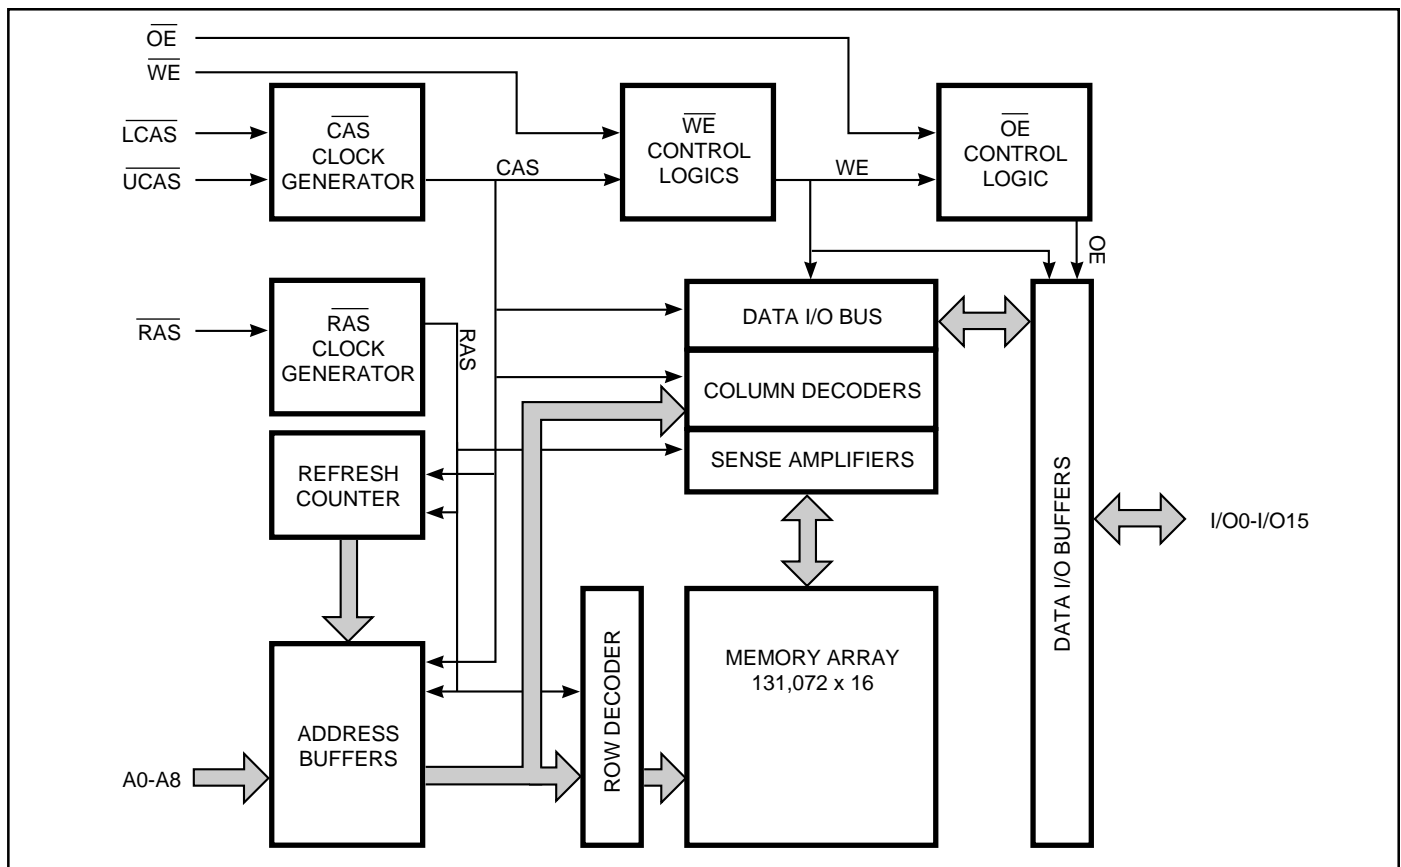 OE
WE
LCAS
UCAS
CAS
CLOCK
GENERATOR
CAS
WE
CONTROL
LOGICS
WE
OE
CONTROL
LOGIC
OE
RAS
RAS
CLOCK
GENERATOR
RAS
DATA I/O BUS
COLUMN DECODERS
SENSE AMPLIFIERS
REFRESH
COUNTER
DATA I/O BUFFERS
I/O0-I/O15
MEMORY ARRAY
131,072 x 16
ROW DECODER
ADDRESS
BUFFERS
A0-A8